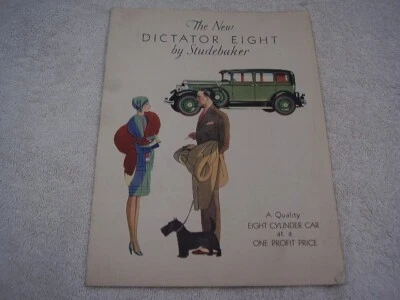 The New
DICTATOR EIGHT
by Studebaker
A Quality
EIGHT CYLINDER CAR
at a
ONE PROFIT PRICE